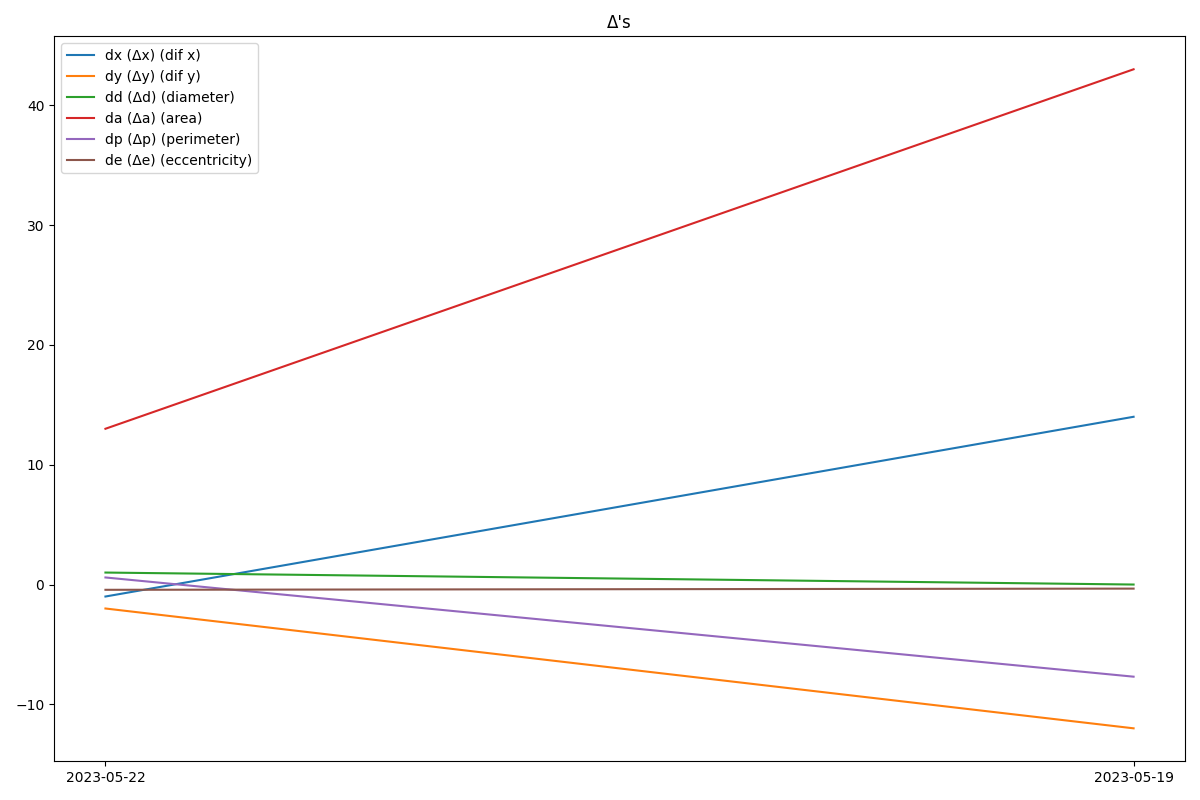 Δ's
dx (Δx) (dif x)
dy (Δy) (dif y)
dd (Δd) (diameter)
da (Δa) (area)
dp (Δp) (perimeter)
de (Δe) (eccentricity)
40
30
20
10
0
−10
2023-05-22 2023-05-19